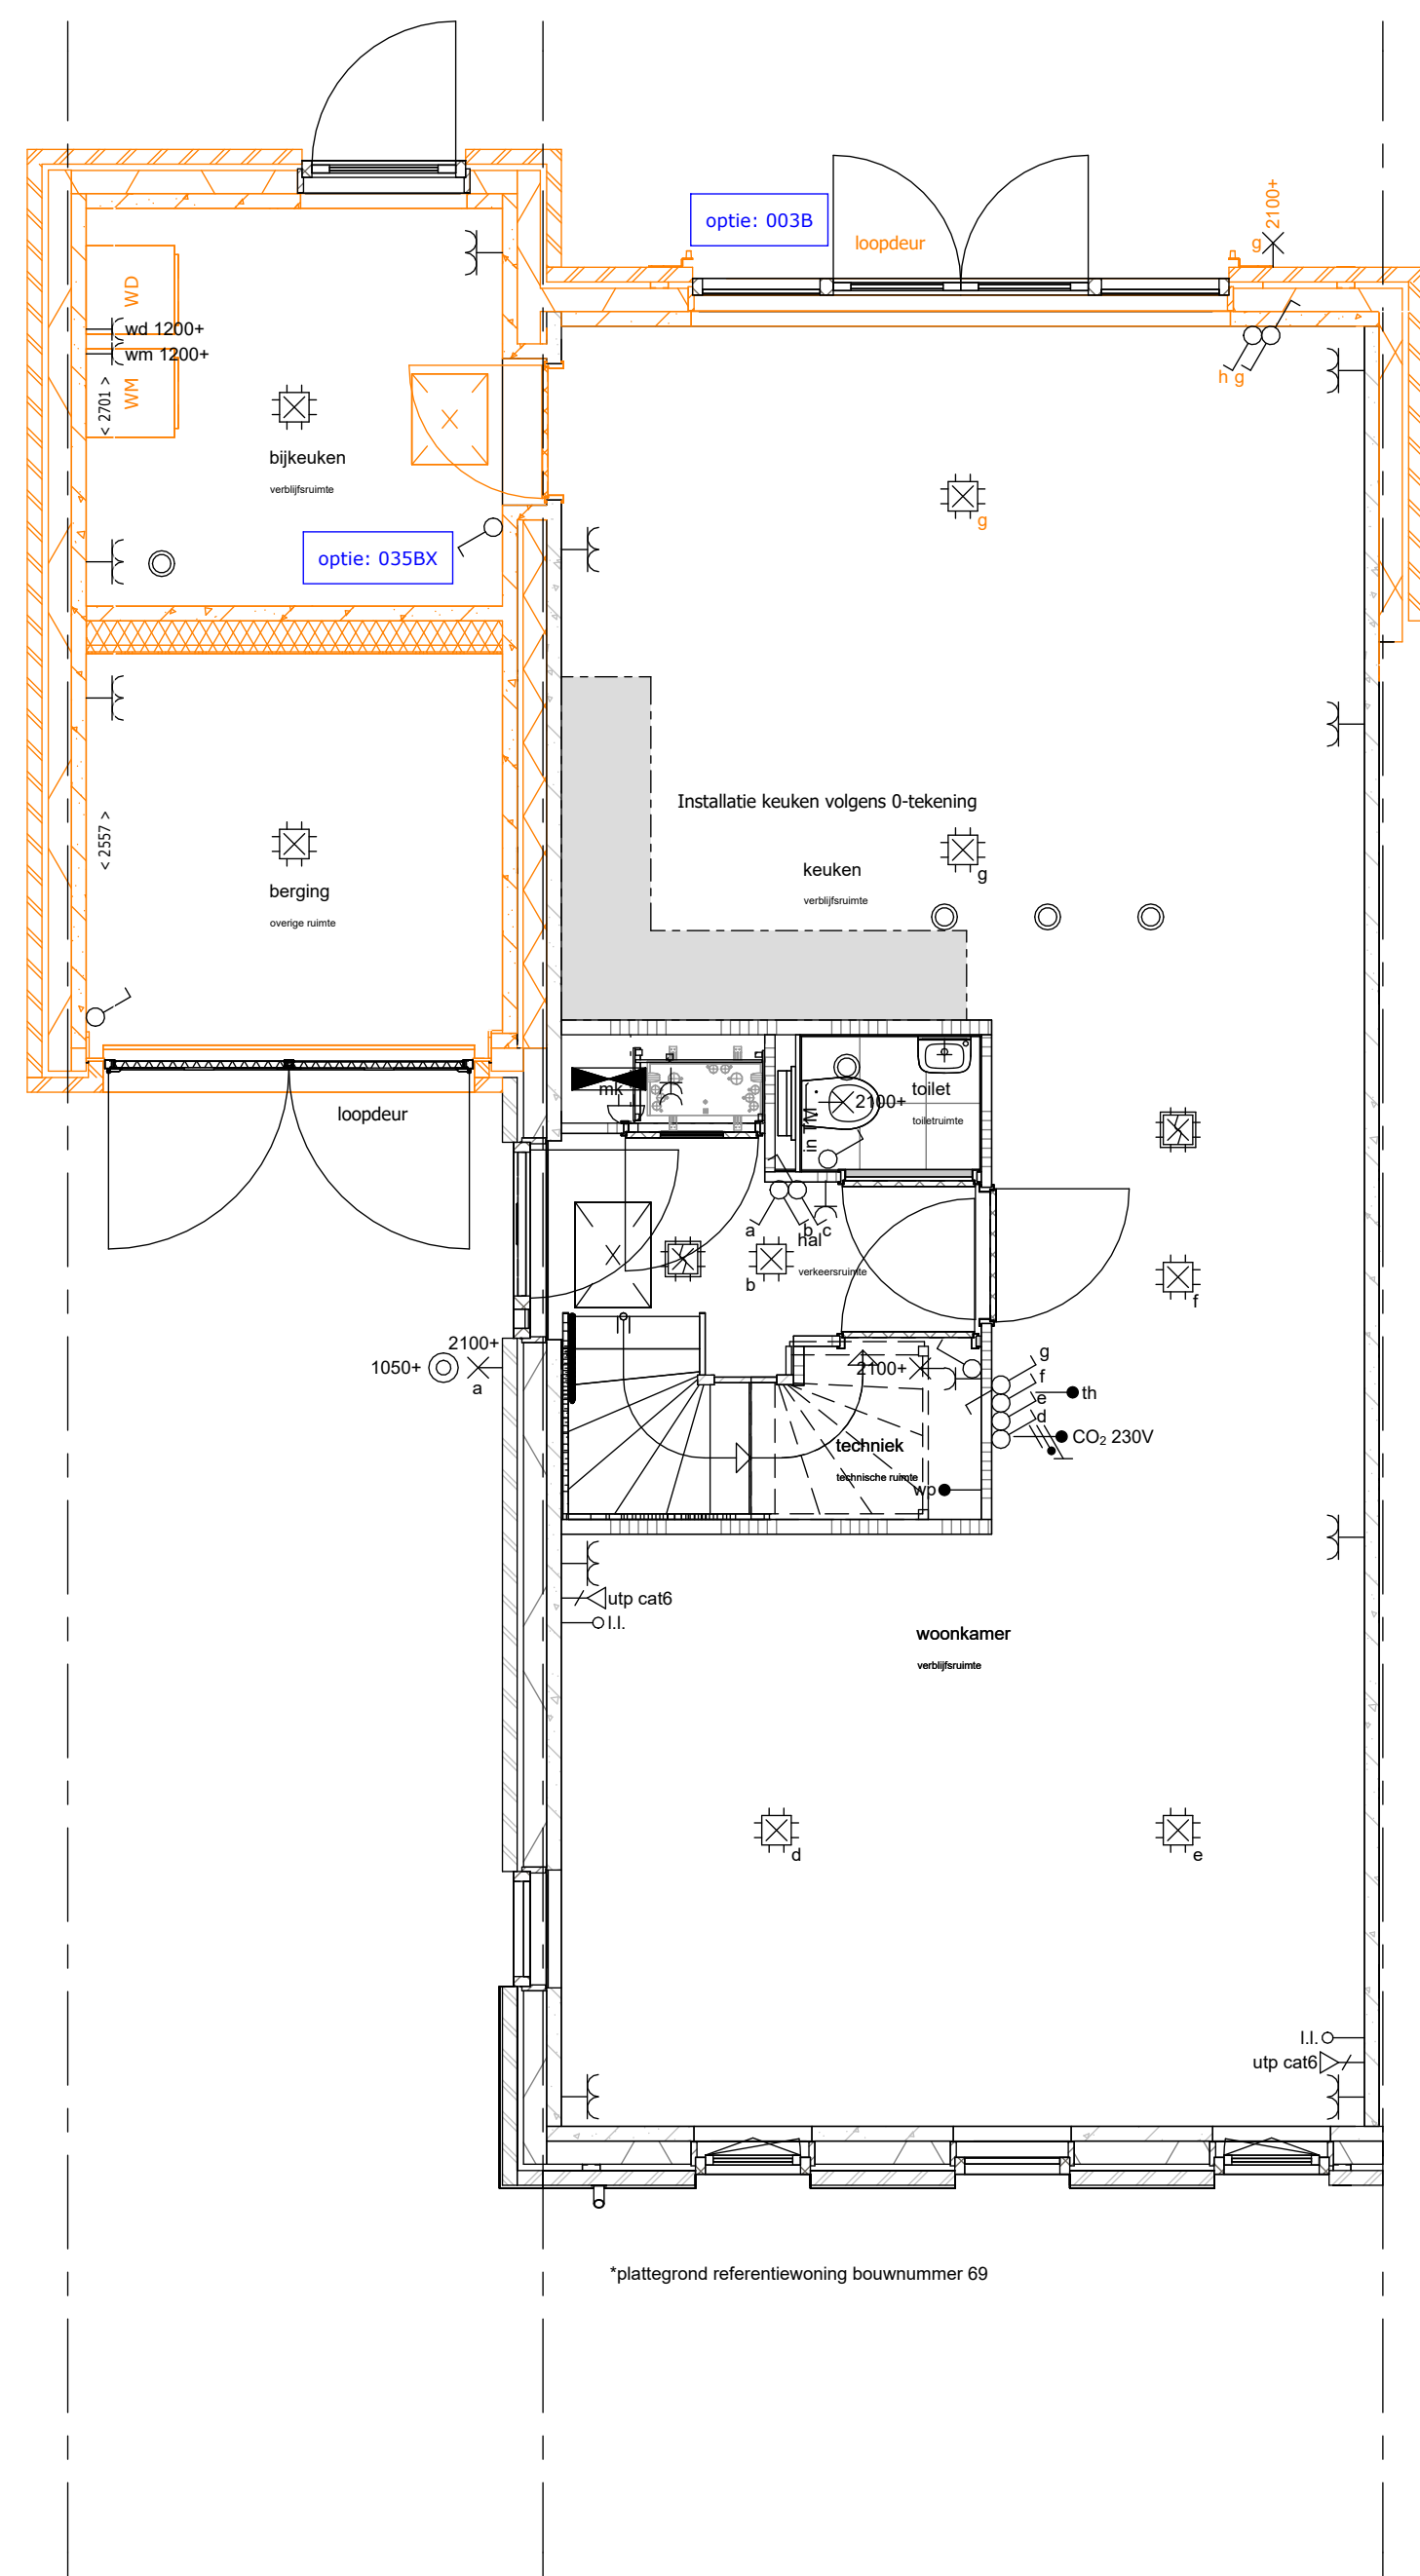 2100+
g
optie: 003B
loopdeur
WD
wd 1200+
wm 1200+
WM
< 2701 >
h g
bijkeuken
verblijfsruimte
g
optie: 035BX
Installatie keuken volgens 0-tekening
< 2557 >
keuken
verblijfsruimte
g
berging
overige ruimte
loopdeur
mk
toilet
2100+
toiletruimte
in TM
a
b c
hal
verkeersruimte
b
f
2100+
1050+
a
2100+
g
f
th
e
d
CO₂ 230V
techniek
technische ruimte
wp
utp cat6
l.l.
woonkamer
verblijfsruimte
d
e
l.l.
utp cat6
*plattegrond referentiewoning bouwnummer 69